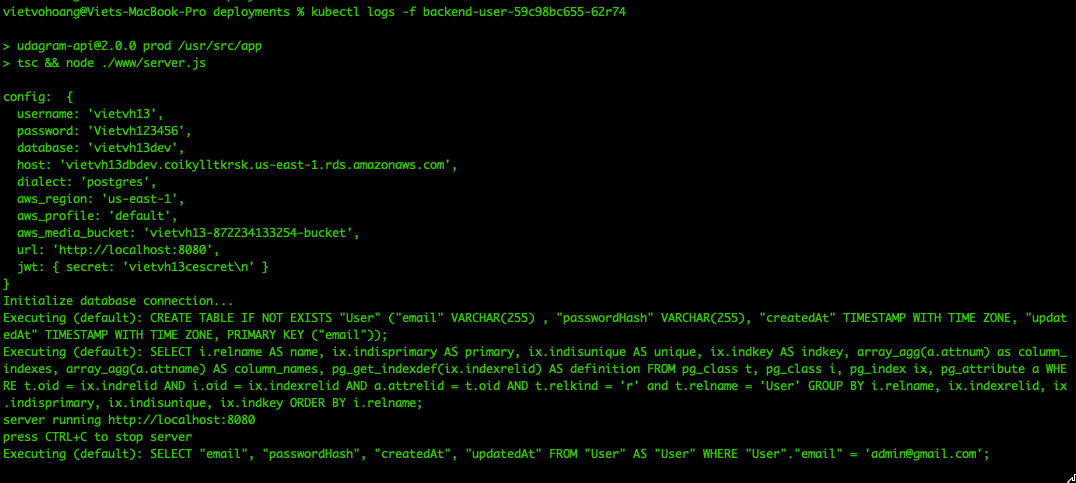 vietvohoang@Viets-MacBook-Pro deployments % kubectl logs -f backend-user-59c98bc655-62r74
> udagram-api@2.0.0 prod /usr/src/app
> tsc && node ./www/server.js
config:  {
  username: 'vietvh13',
  password: 'Vietvh123456',
  database: 'vietvh13dev',
  host: 'vietvh13dbdev.coikylltkrsk.us-east-1.rds.amazonaws.com',
  dialect: 'postgres',
  aws_region: 'us-east-1',
  aws_profile: 'default',
  aws_media_bucket: 'vietvh13-872234133254-bucket',
  url: 'http://localhost:8080',
  jwt: { secret: 'vietvh13cescret\n' }
}
Initialize database connection...
Executing (default): CREATE TABLE IF NOT EXISTS "User" ("email" VARCHAR(255) , "passwordHash" VARCHAR(255), "createdAt" TIMESTAMP WITH TIME ZONE, "updat
edAt" TIMESTAMP WITH TIME ZONE, PRIMARY KEY ("email"));
Executing (default): SELECT i.relname AS name, ix.indisprimary AS primary, ix.indisunique AS unique, ix.indkey AS indkey, array_agg(a.attnum) as column_
indexes, array_agg(a.attname) AS column_names, pg_get_indexdef(ix.indexrelid) AS definition FROM pg_class t, pg_class i, pg_index ix, pg_attribute a WHE
RE t.oid = ix.indrelid AND i.oid = ix.indexrelid AND a.attrelid = t.oid AND t.relkind = 'r' and t.relname = 'User' GROUP BY i.relname, ix.indexrelid, ix
.indisprimary, ix.indisunique, ix.indkey ORDER BY i.relname;
server running http://localhost:8080
press CTRL+C to stop server
Executing (default): SELECT "email", "passwordHash", "createdAt", "updatedAt" FROM "User" AS "User" WHERE "User"."email" = 'admin@gmail.com';